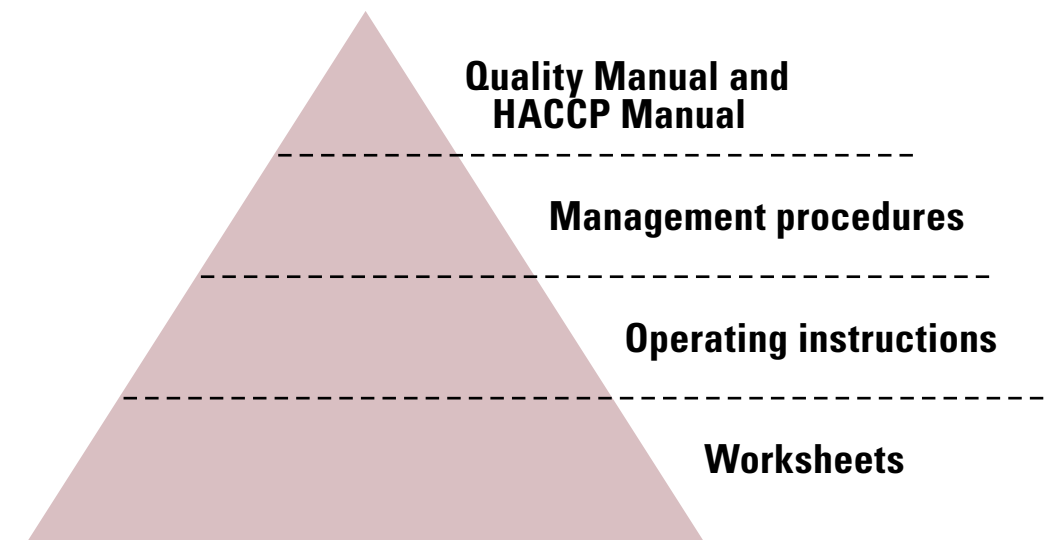 Quality Manual and
HACCP Manual
Management procedures
Operating instructions
Worksheets